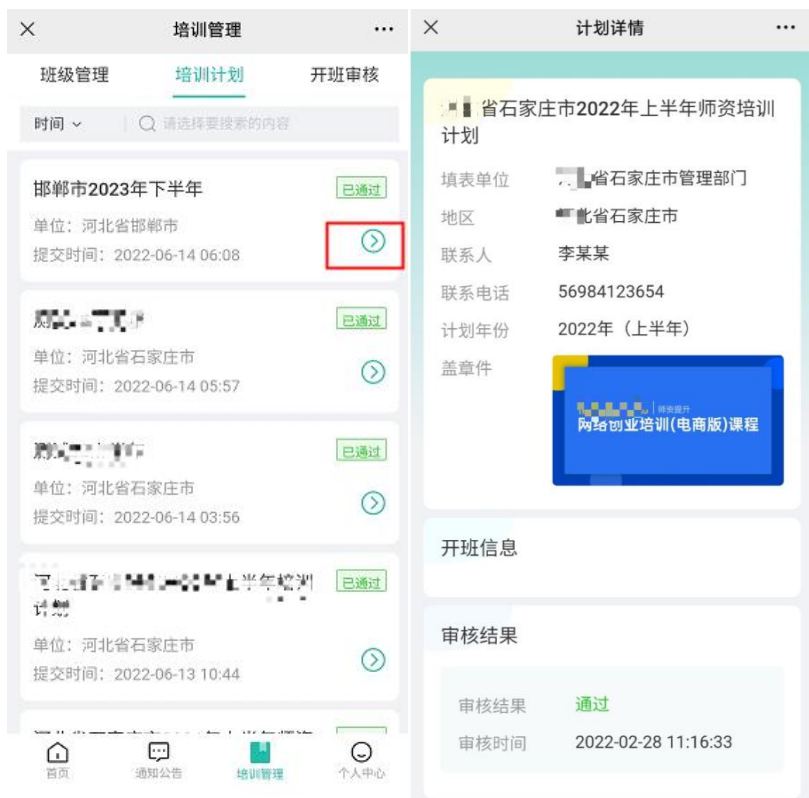 培训管理
班级管理
培训计划
开班审核
时间
请选择要搜索的内容
邯郸市2023年下半年
已通过
单位：河北省邯郸市
提交时间：2022-06-14 06:08
已通过
单位：河北省石家庄市
提交时间：2022-06-14 05:57
已通过
单位：河北省石家庄市
提交时间：2022-06-14 03:56
上半年培训
计划
已通过
单位：河北省石家庄市
提交时间：2022-06-13 10:44
首页
通知公告
培训管理
个人中心
计划详情
省石家庄市2022年上半年师资培训
计划
填表单位
省石家庄市管理部门
地区
北省石家庄市
联系人
李某某
联系电话
56984123654
计划年份
2022年（上半年）
盖章件
师资提升
网络创业培训(电商版)课程
开班信息
审核结果
审核结果
通过
审核时间
2022-02-28 11:16:33